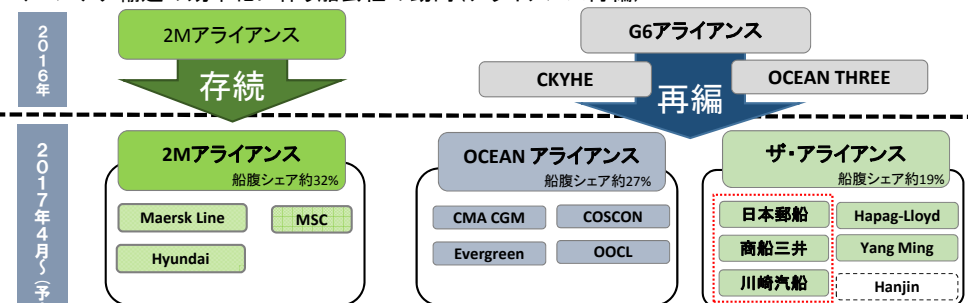 2016年
2Mアライアンス
存続
G6アライアンス
CKYHE
OCEAN THREE
再編
2017年4月～(予
2Mアライアンス
船腹シェア約32%
Maersk Line
MSC
Hyundai
OCEAN アライアンス
船腹シェア約27%
CMA CGM
COSCON
Evergreen
OOCL
ザ・アライアンス
船腹シェア約19%
日本郵船
Hapag-Lloyd
商船三井
Yang Ming
川崎汽船
Hanjin